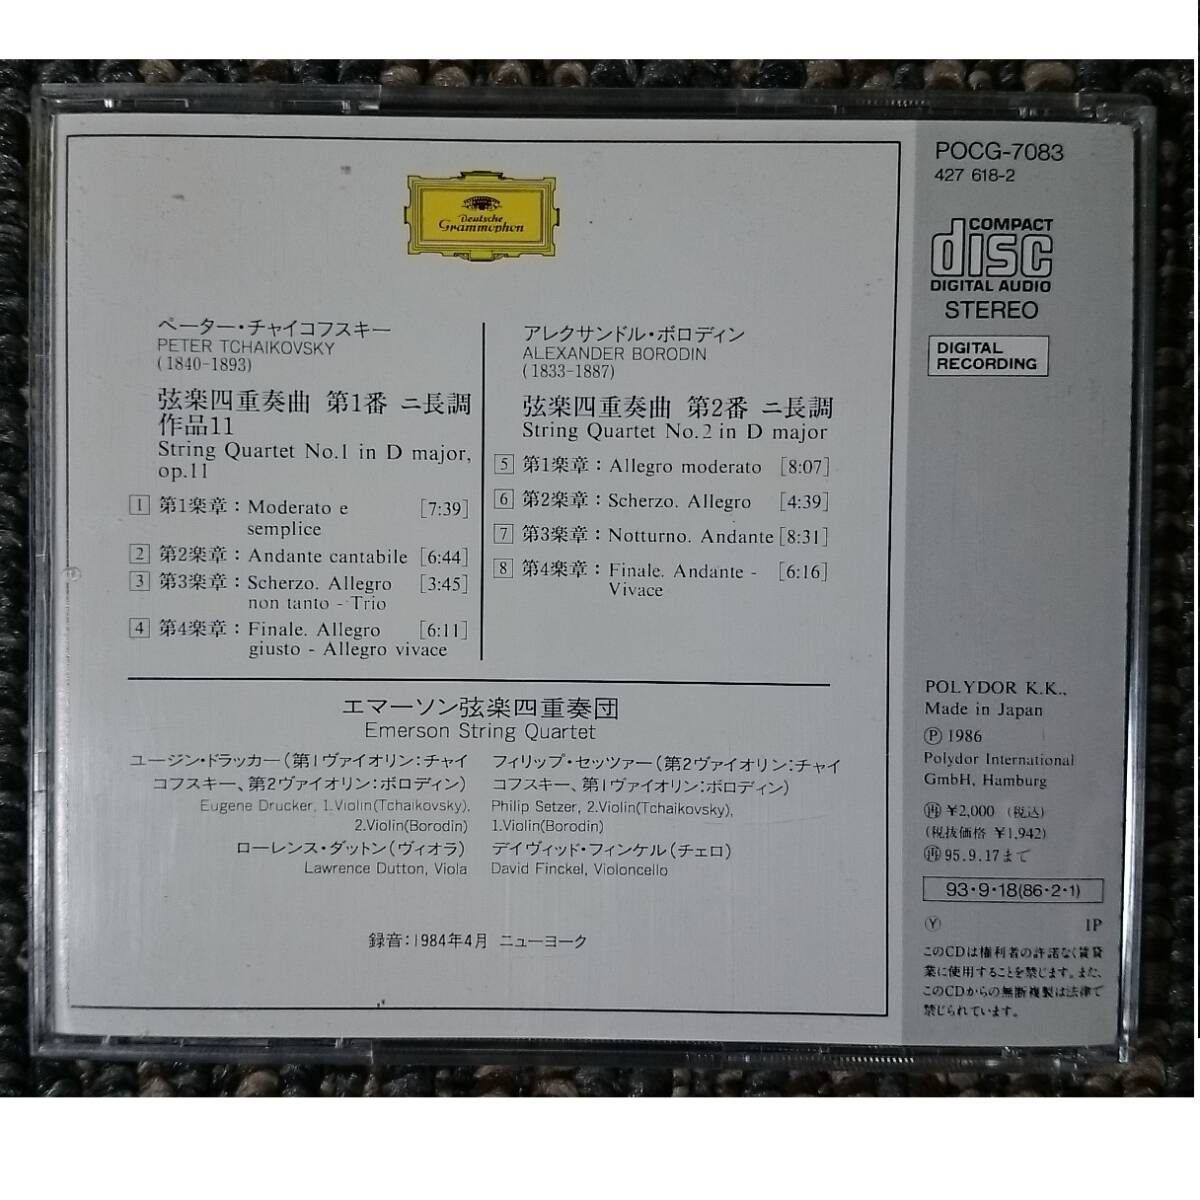 Deutsche
Grammophon
ペーター・チャイコフスキー
PETER TCHAIKOVSKY
(1840-1893)
弦楽四重奏曲 第1番 ニ長調
作品11
String Quartet No.1 in D major,
op.11
1 第1楽章：Moderato e [7:39]
semplice
2 第2楽章：Andante cantabile [6:44]
3 第3楽章：Scherzo. Allegro [3:45]
non tanto - Trio
4 第4楽章：Finale. Allegro [6:11]
giusto - Allegro vivace
アレクサンドル・ボロディン
ALEXANDER BORODIN
(1833-1887)
弦楽四重奏曲 第2番 ニ長調
String Quartet No.2 in D major
5 第1楽章：Allegro moderato [8:07]
6 第2楽章：Scherzo. Allegro [4:39]
7 第3楽章：Notturno. Andante [8:31]
8 第4楽章：Finale. Andante - [6:16]
Vivace
エマーソン弦楽四重奏団
Emerson String Quartet
ユージン・ドラッカー（第1ヴァイオリン：チャイ
コフスキー、第2ヴァイオリン：ボロディン）
Eugene Drucker, 1.Violin(Tchaikovsky),
2.Violin(Borodin)
ローレンス・ダットン（ヴィオラ）
Lawrence Dutton, Viola
フィリップ・セッツァー（第2ヴァイオリン：チャイ
コフスキー、第1ヴァイオリン：ボロディン）
Philip Setzer, 2.Violin(Tchaikovsky),
1.Violin(Borodin)
デイヴィッド・フィンケル（チェロ）
David Finckel, Violoncello
録音：1984年4月 ニューヨーク
POCG-7083
427 618-2
COMPACT
disc
DIGITAL AUDIO
STEREO
DIGITAL
RECORDING
POLYDOR K.K.,
Made in Japan
Ⓟ 1986
Polydor International
GmbH, Hamburg
㊞ ¥2,000 (税込)
(税抜価格 ¥1,942)
95.9.17まで
93・9・18(86・2・1)
Ⓨ 1P
このCDは権利者の許諾なく賃貸
業に使用することを禁じます。また、
このCDからの無断複製は法律で
禁じられています。